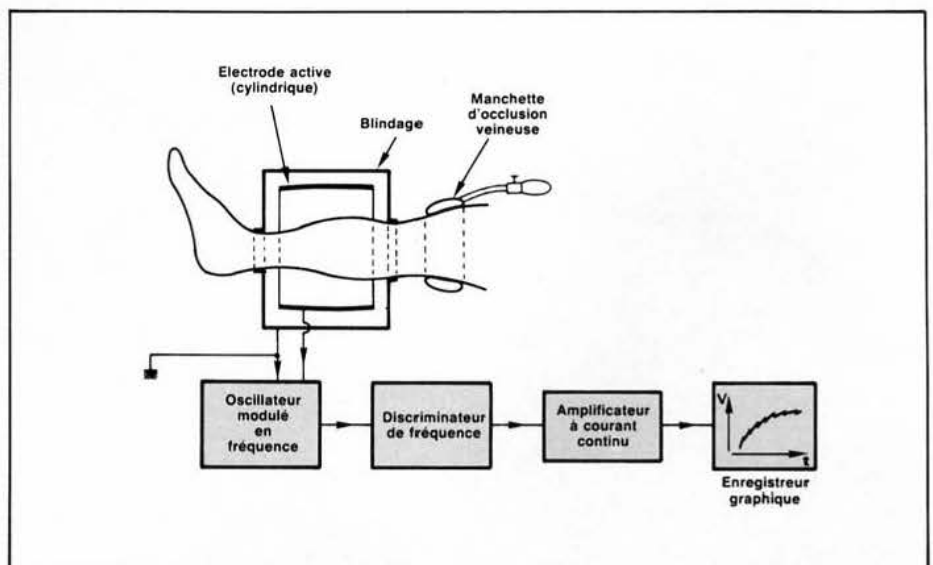 Electrode active
(cylindrique)
Blindage
Manchette
d'occlusion
veineuse
Oscillateur
modulé
en
fréquence
Discriminateur
de fréquence
Amplificateur
à courant
continu
V
t
Enregistreur
graphique